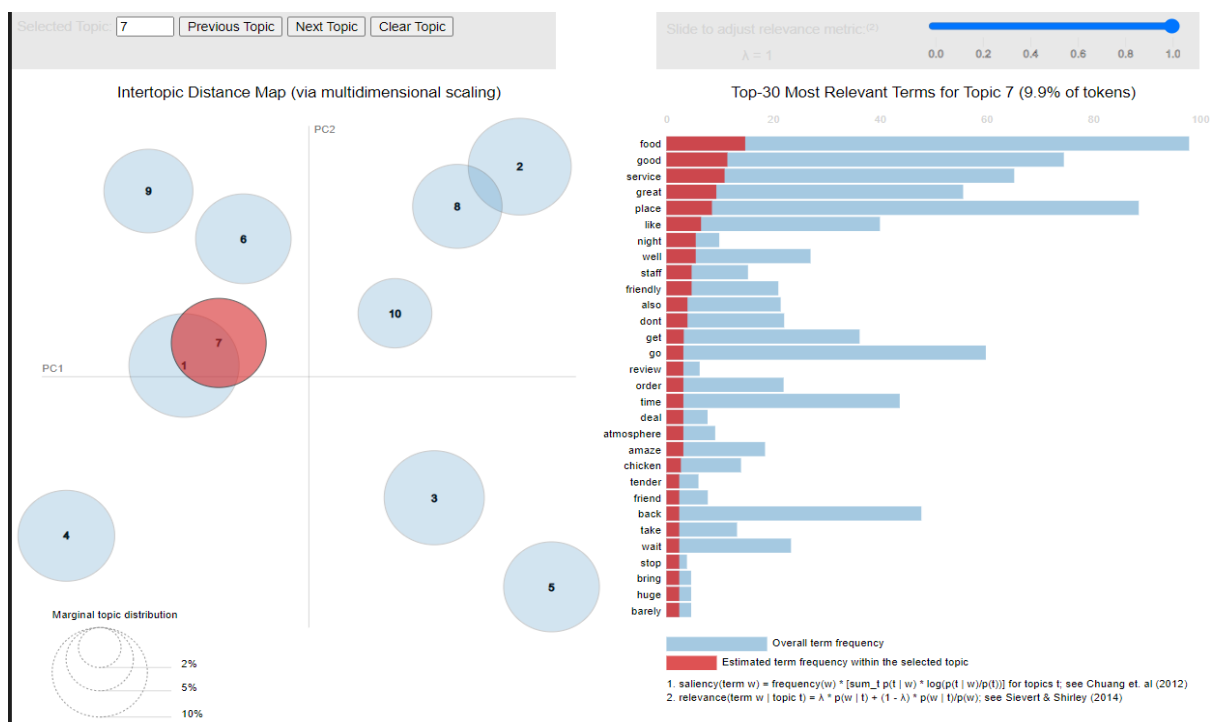 Selected Topic: 7 Previous Topic Next Topic Clear Topic
Slide to adjust relevance metric:(2)
λ = 1
0.0 0.2 0.4 0.6 0.8 1.0
Intertopic Distance Map (via multidimensional scaling)
PC2
PC1
9
6
2
8
10
7
1
3
4
5
Marginal topic distribution
2%
5%
10%
Top-30 Most Relevant Terms for Topic 7 (9.9% of tokens)
0 20 40 60 80 100
food
good
service
great
place
like
night
well
staff
friendly
also
dont
get
go
review
order
time
deal
atmosphere
amaze
chicken
tender
friend
back
take
wait
stop
bring
huge
barely
Overall term frequency
Estimated term frequency within the selected topic
1. saliency(term w) = frequency(w) * [sum_t p(t | w) * log(p(t | w)/p(t))] for topics t; see Chuang et. al (2012)
2. relevance(term w | topic t) = λ * p(w | t) + (1 - λ) * p(w | t)/p(w); see Sievert & Shirley (2014)